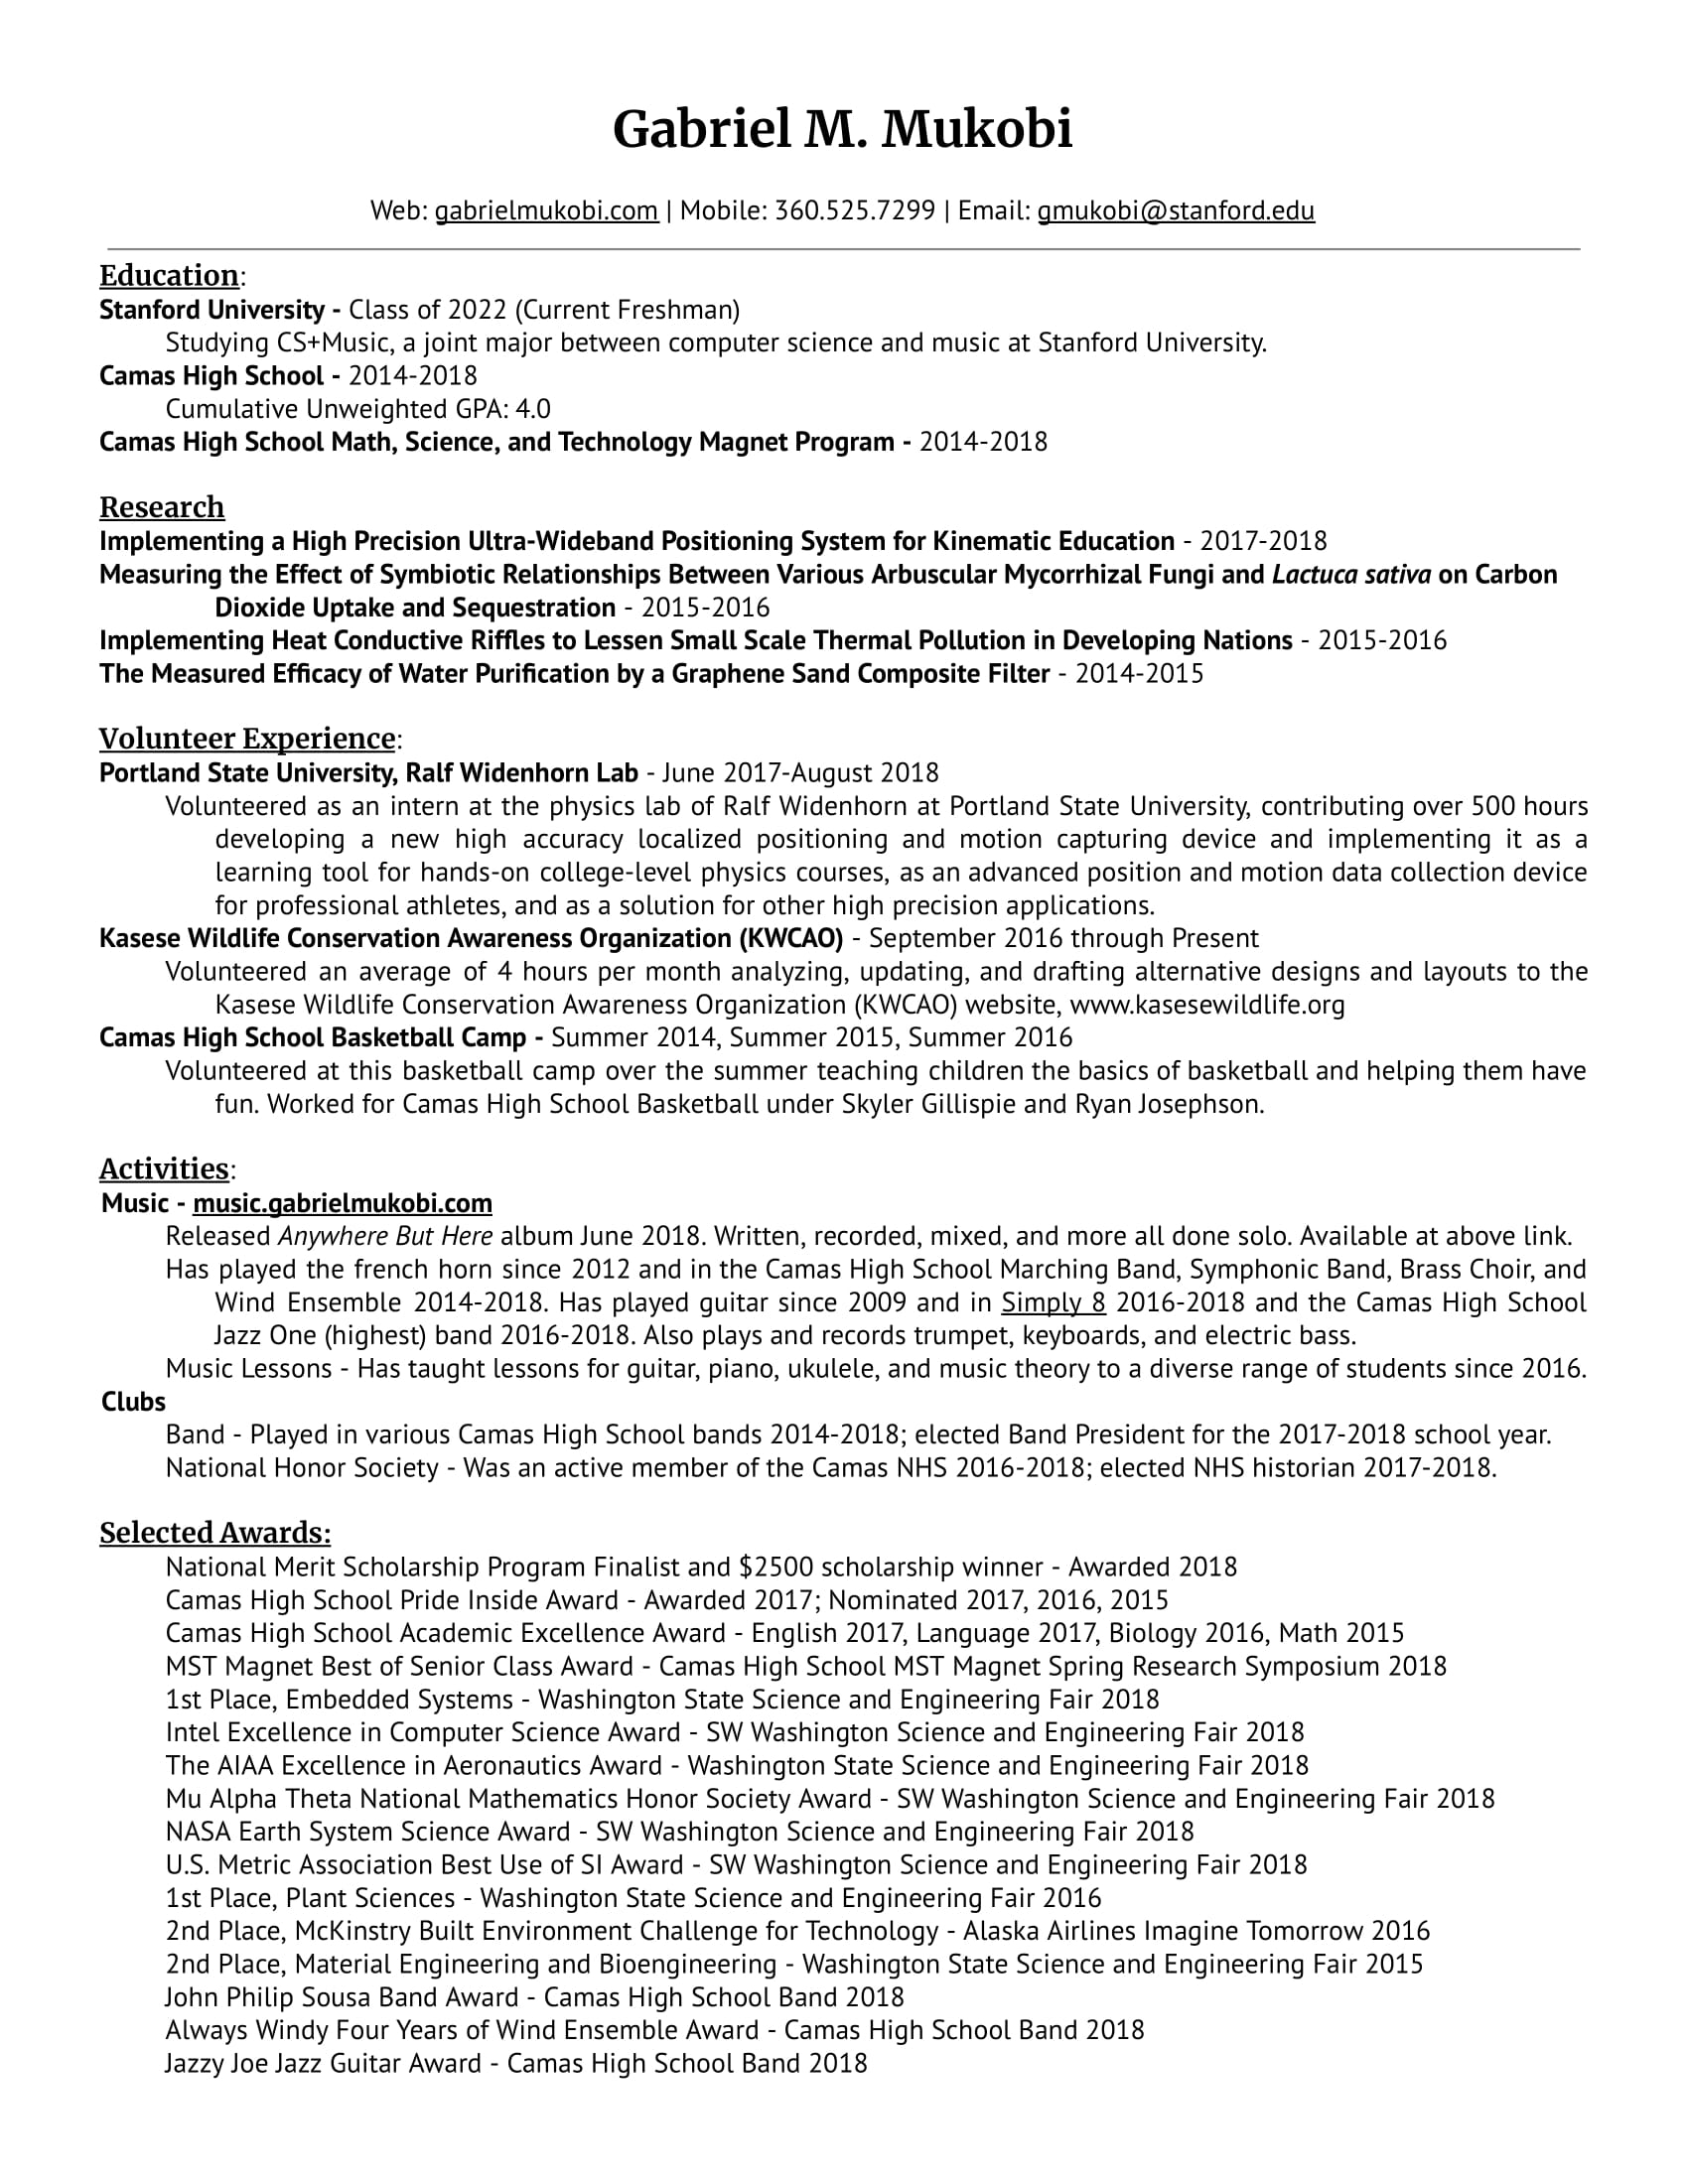 Gabriel M. Mukobi
Web: gabrielmukobi.com | Mobile: 360.525.7299 | Email: gmukobi@stanford.edu
Education:
Stanford University - Class of 2022 (Current Freshman)
Studying CS+Music, a joint major between computer science and music at Stanford University.
Camas High School - 2014-2018
Cumulative Unweighted GPA: 4.0
Camas High School Math, Science, and Technology Magnet Program - 2014-2018
Research
Implementing a High Precision Ultra-Wideband Positioning System for Kinematic Education - 2017-2018
Measuring the Effect of Symbiotic Relationships Between Various Arbuscular Mycorrhizal Fungi and Lactuca sativa on Carbon
Dioxide Uptake and Sequestration - 2015-2016
Implementing Heat Conductive Riffles to Lessen Small Scale Thermal Pollution in Developing Nations - 2015-2016
The Measured Efficacy of Water Purification by a Graphene Sand Composite Filter - 2014-2015
Volunteer Experience:
Portland State University, Ralf Widenhorn Lab - June 2017-August 2018
Volunteered as an intern at the physics lab of Ralf Widenhorn at Portland State University, contributing over 500 hours
developing a new high accuracy localized positioning and motion capturing device and implementing it as a
learning tool for hands-on college-level physics courses, as an advanced position and motion data collection device
for professional athletes, and as a solution for other high precision applications.
Kasese Wildlife Conservation Awareness Organization (KWCAO) - September 2016 through Present
Volunteered an average of 4 hours per month analyzing, updating, and drafting alternative designs and layouts to the
Kasese Wildlife Conservation Awareness Organization (KWCAO) website, www.kasesewildlife.org
Camas High School Basketball Camp - Summer 2014, Summer 2015, Summer 2016
Volunteered at this basketball camp over the summer teaching children the basics of basketball and helping them have
fun. Worked for Camas High School Basketball under Skyler Gillispie and Ryan Josephson.
Activities:
Music - music.gabrielmukobi.com
Released Anywhere But Here album June 2018. Written, recorded, mixed, and more all done solo. Available at above link.
Has played the french horn since 2012 and in the Camas High School Marching Band, Symphonic Band, Brass Choir, and
Wind Ensemble 2014-2018. Has played guitar since 2009 and in Simply 8 2016-2018 and the Camas High School
Jazz One (highest) band 2016-2018. Also plays and records trumpet, keyboards, and electric bass.
Music Lessons - Has taught lessons for guitar, piano, ukulele, and music theory to a diverse range of students since 2016.
Clubs
Band - Played in various Camas High School bands 2014-2018; elected Band President for the 2017-2018 school year.
National Honor Society - Was an active member of the Camas NHS 2016-2018; elected NHS historian 2017-2018.
Selected Awards:
National Merit Scholarship Program Finalist and $2500 scholarship winner - Awarded 2018
Camas High School Pride Inside Award - Awarded 2017; Nominated 2017, 2016, 2015
Camas High School Academic Excellence Award - English 2017, Language 2017, Biology 2016, Math 2015
MST Magnet Best of Senior Class Award - Camas High School MST Magnet Spring Research Symposium 2018
1st Place, Embedded Systems - Washington State Science and Engineering Fair 2018
Intel Excellence in Computer Science Award - SW Washington Science and Engineering Fair 2018
The AIAA Excellence in Aeronautics Award - Washington State Science and Engineering Fair 2018
Mu Alpha Theta National Mathematics Honor Society Award - SW Washington Science and Engineering Fair 2018
NASA Earth System Science Award - SW Washington Science and Engineering Fair 2018
U.S. Metric Association Best Use of SI Award - SW Washington Science and Engineering Fair 2018
1st Place, Plant Sciences - Washington State Science and Engineering Fair 2016
2nd Place, McKinstry Built Environment Challenge for Technology - Alaska Airlines Imagine Tomorrow 2016
2nd Place, Material Engineering and Bioengineering - Washington State Science and Engineering Fair 2015
John Philip Sousa Band Award - Camas High School Band 2018
Always Windy Four Years of Wind Ensemble Award - Camas High School Band 2018
Jazzy Joe Jazz Guitar Award - Camas High School Band 2018